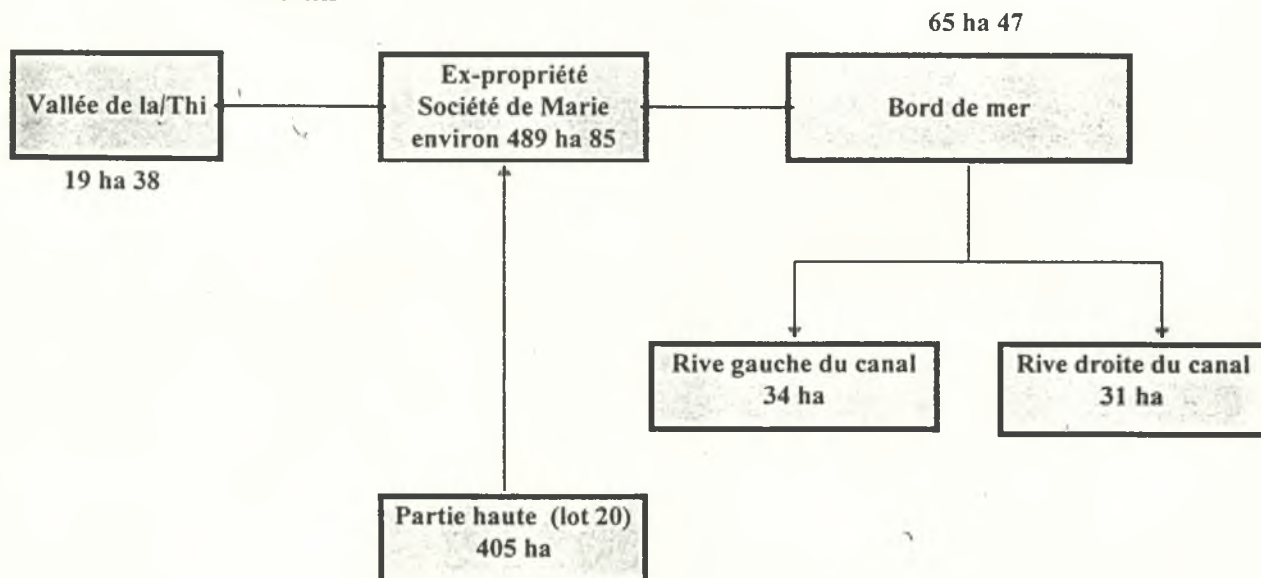 65 ha 47
Vallée de la/Thi
19 ha 38
Ex-propriété
Société de Marie
environ 489 ha 85
Bord de mer
Rive gauche du canal
34 ha
Rive droite du canal
31 ha
Partie haute (lot 20)
405 ha